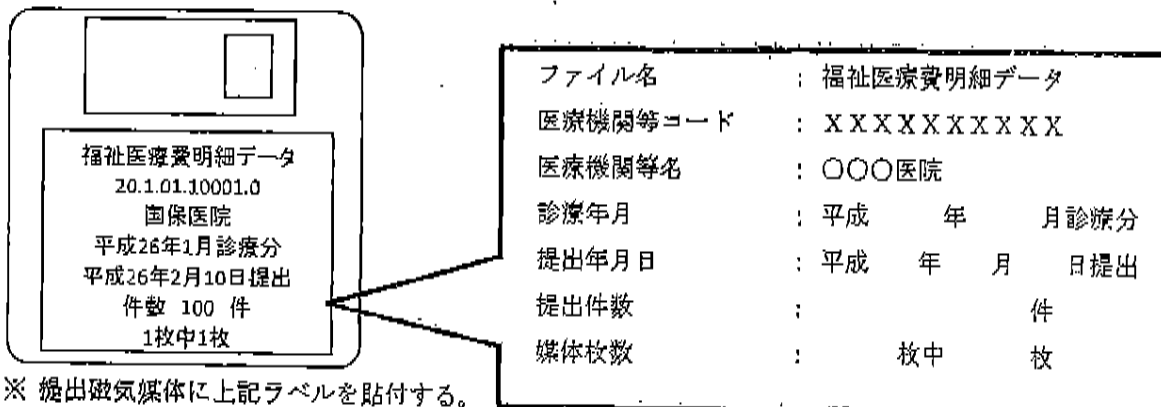 福祉医療費明細データ
20.1.01.10001.0
国保医院
平成26年1月診療分
平成26年2月10日提出
件数 100 件
1枚中1枚
※ 提出磁気媒体に上記ラベルを貼付する。
ファイル名 : 福祉医療費明細データ
医療機関等コード : XXXXXXXXXX
医療機関等名 : 〇〇〇医院
診療年月 : 平成 年 月診療分
提出年月日 : 平成 年 月 日提出
提出件数 : 件
媒体枚数 : 枚中 枚